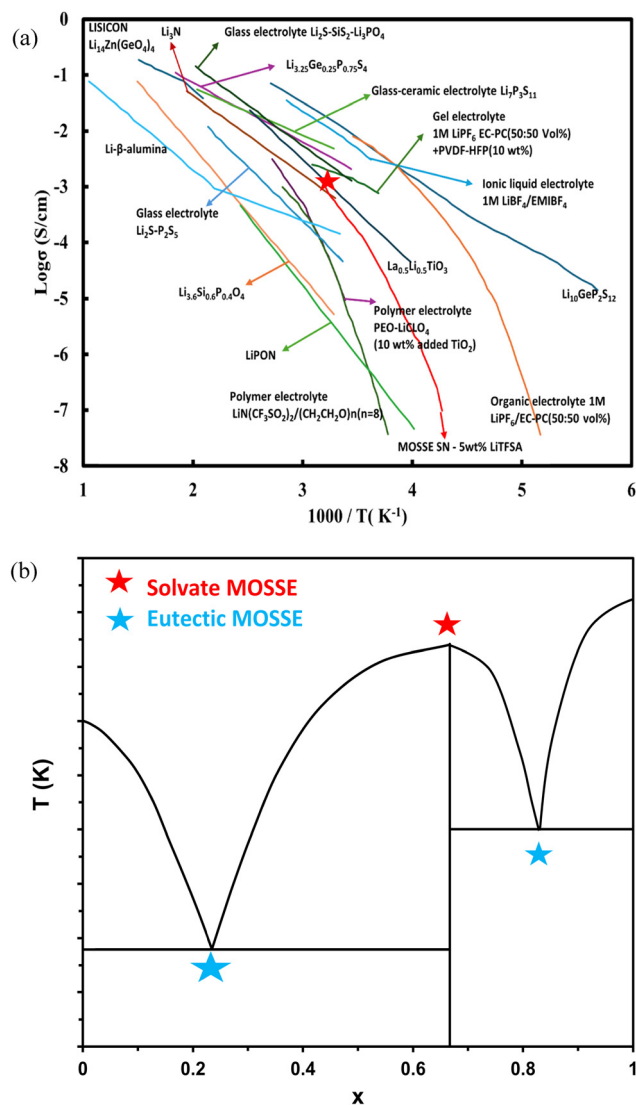 (a)
0
-1
-2
-3
-4
-5
-6
-7
-8
Logσ (S/cm)
LISICON
Li14Zn(GeO4)4
Li3N
Glass electrolyte Li2S-SiS2-Li3PO4
Li3.25Ge0.25P0.75S4
Glass-ceramic electrolyte Li7P3S11
Gel electrolyte
1M LiPF6 EC-PC(50:50 Vol%)
+PVDF-HFP(10 wt%)
Li-β-alumina
Ionic liquid electrolyte
1M LiBF4/EMIBF4
Glass electrolyte
Li2S-P2S5
La0.5Li0.5TiO3
Li10GeP2S12
Li3.6Si0.6P0.4O4
Polymer electrolyte
PEO-LiCLO4
(10 wt% added TiO2)
LiPON
Polymer electrolyte
LiN(CF3SO2)2/(CH2CH2O)n(n=8)
Organic electrolyte 1M
LiPF6/EC-PC(50:50 vol%)
MOSSE SN - 5wt% LiTFSA
1 2 3 4 5 6
1000 / T( K-1)
(b)
Solvate MOSSE
Eutectic MOSSE
T (K)
0 0.2 0.4 0.6 0.8 1
x